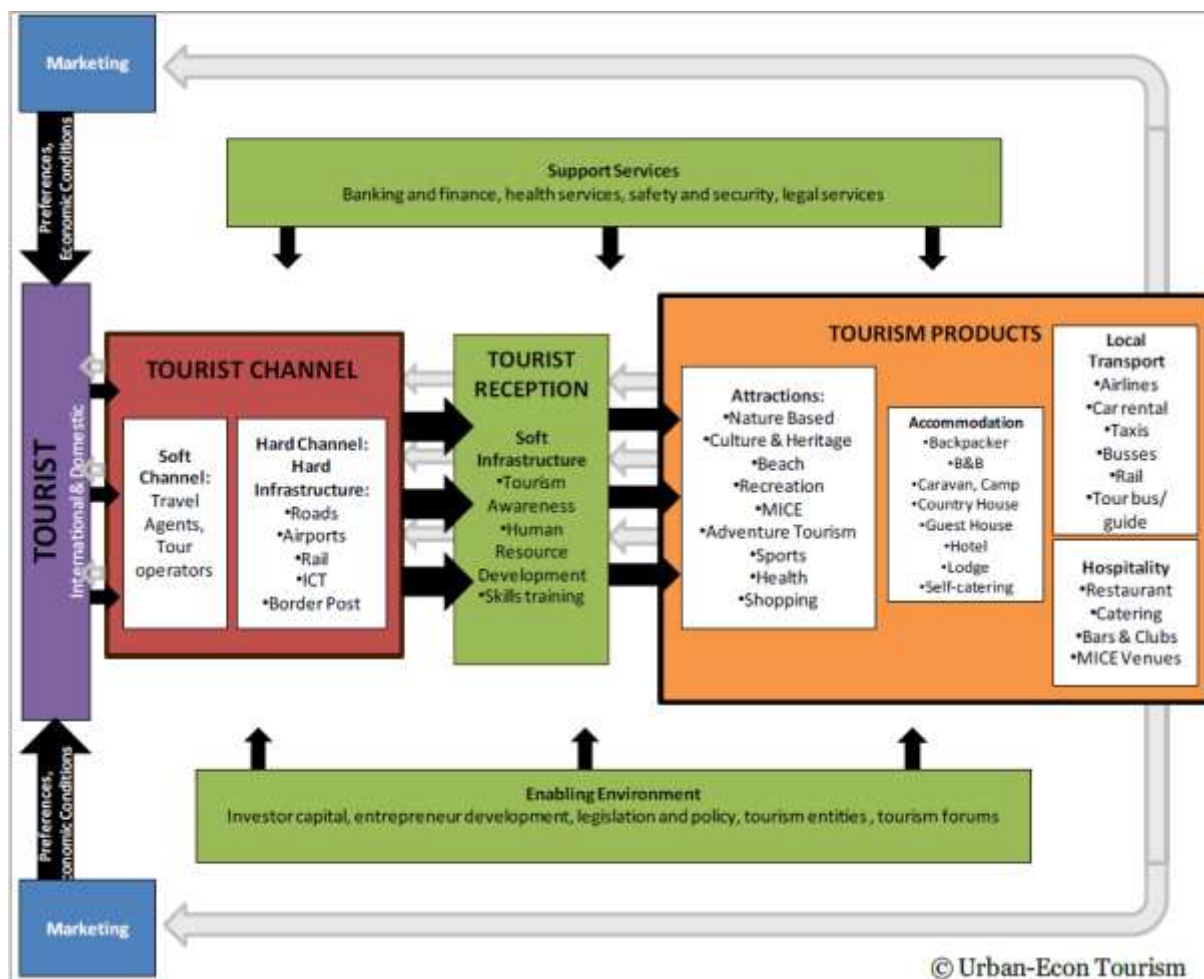 Marketing
Preferences,
Economic Conditions
Support Services
Banking and finance, health services, safety and security, legal services
TOURIST
International & Domestic
TOURIST CHANNEL
Soft
Channel:
Travel
Agents,
Tour
operators
Hard Channel:
Hard
Infrastructure:
•Roads
•Airports
•Rail
•ICT
•Border Post
TOURIST
RECEPTION
Soft
Infrastructure
•Tourism
Awareness
•Human
Resource
Development
•Skills training
TOURISM PRODUCTS
Attractions:
•Nature Based
•Culture & Heritage
•Beach
•Recreation
•MICE
•Adventure Tourism
•Sports
•Health
•Shopping
Accommodation
•Backpacker
•B&B
•Caravan, Camp
•Country House
•Guest House
•Hotel
•Lodge
•Self-catering
Local
Transport
•Airlines
•Car rental
•Taxis
•Busses
•Rail
•Tour bus/
guide
Hospitality
•Restaurant
•Catering
•Bars & Clubs
•MICE Venues
Enabling Environment
Investor capital, entrepreneur development, legislation and policy, tourism entities , tourism forums
Preferences,
conomic Conditions
Marketing
© Urban-Econ Tourism